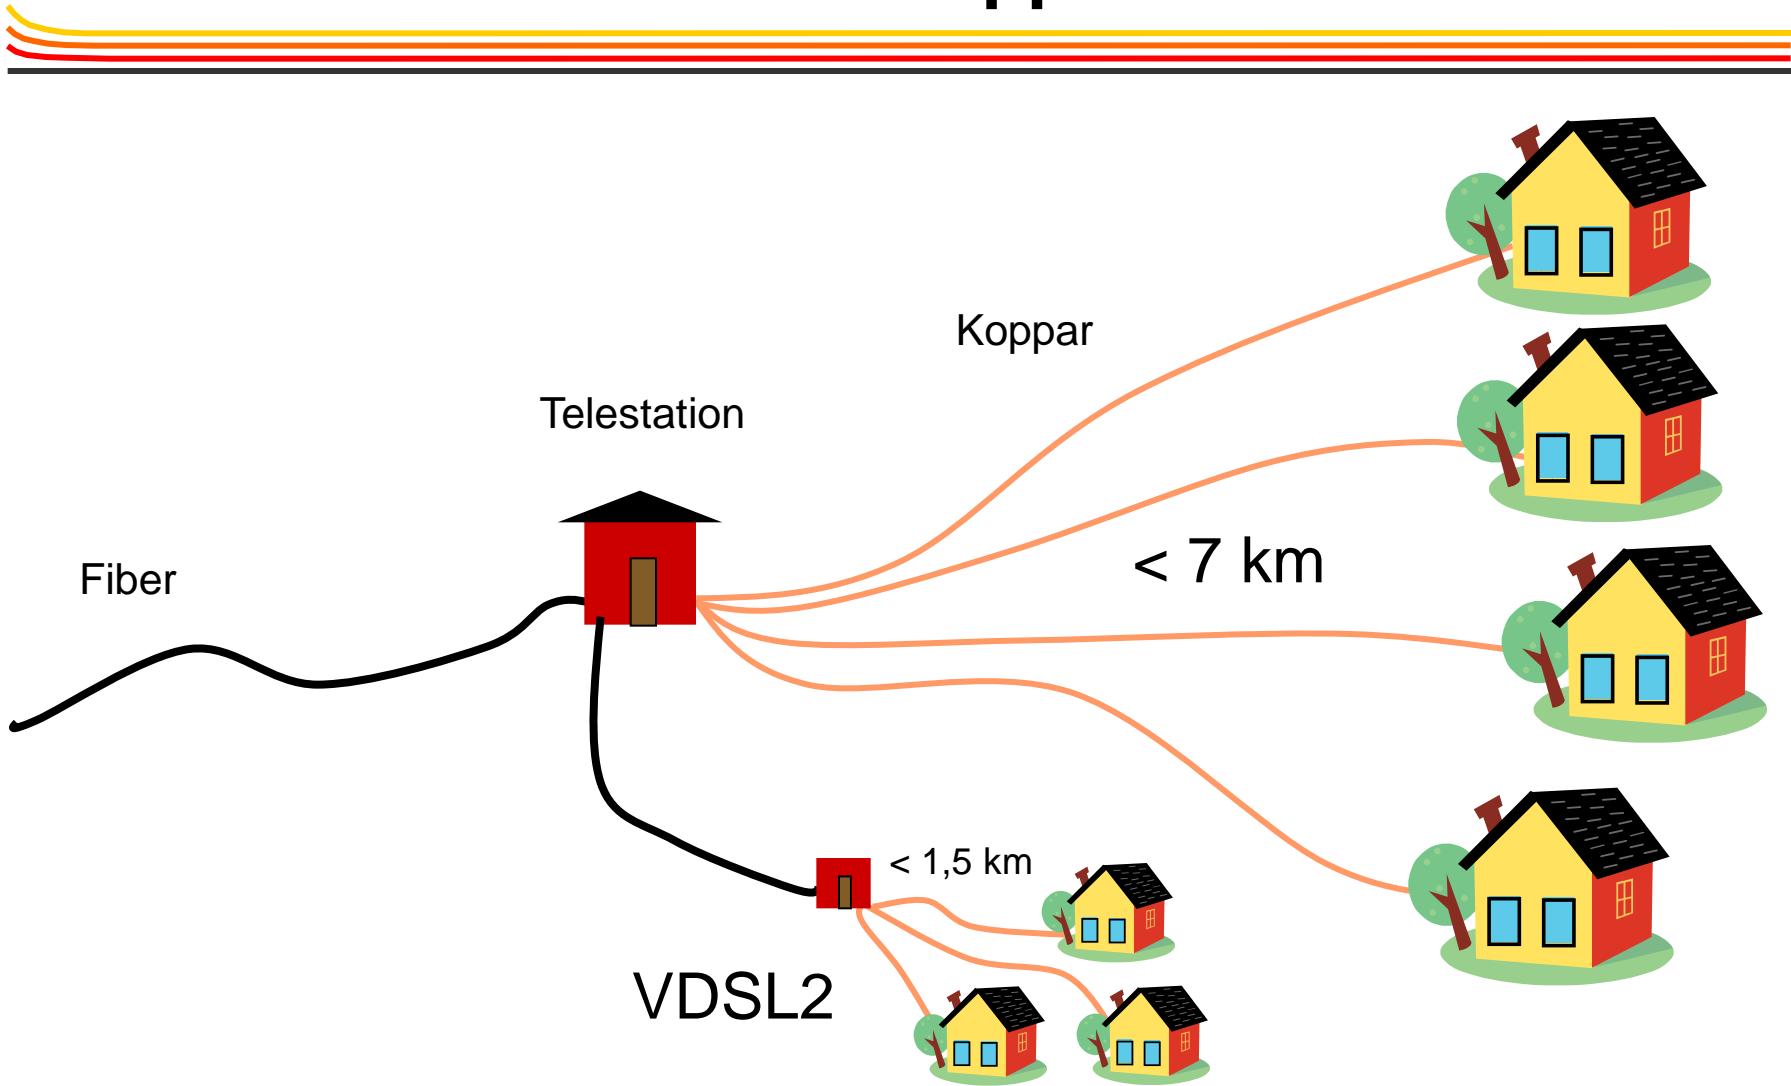 Koppar
Telestation
Fiber
< 7 km
< 1,5 km
VDSL2